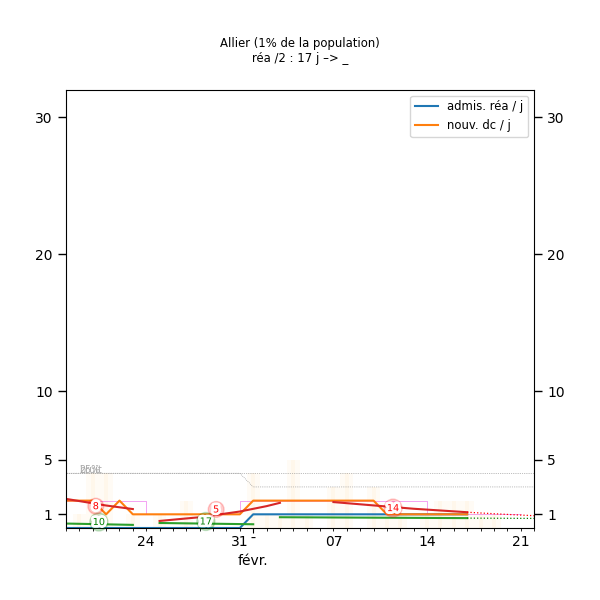 Allier (1% de la population)
réa /2 : 17 j –> _
admis. réa / j
nouv. dc / j
30 30
20 20
10 10
5 5
1 1
25%
8 5 14
10 17
24 31 07 14 21
févr.